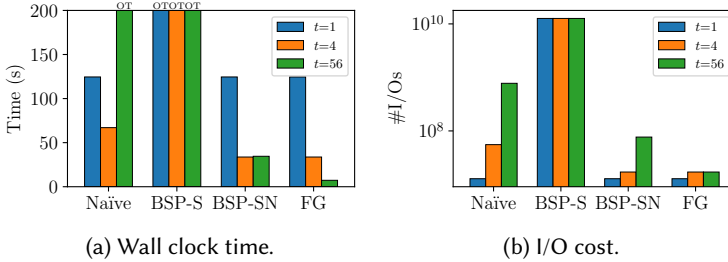 OT OTOTOT
200
150
100
50
0
Time (s)
t=1
t=4
t=56
Naïve BSP-S BSP-SN FG
(a) Wall clock time.
10^10
10^8
#I/Os
t=1
t=4
t=56
Naïve BSP-S BSP-SN FG
(b) I/O cost.